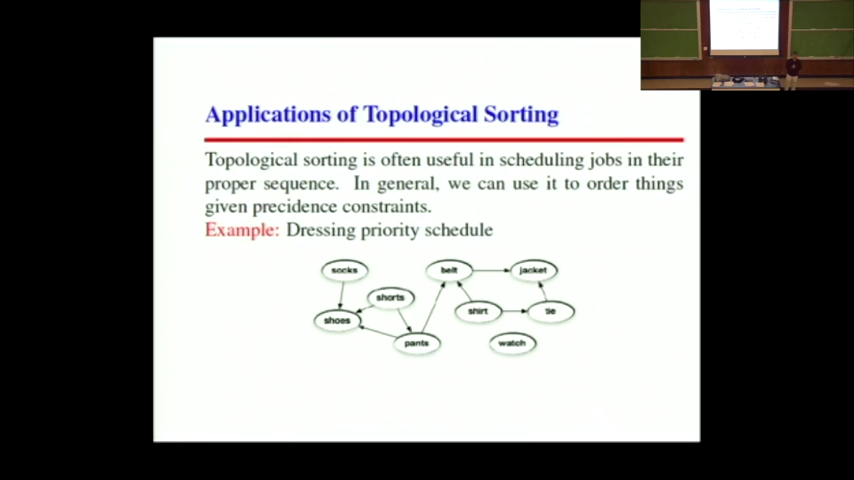 Applications of Topological Sorting
Topological sorting is often useful in scheduling jobs in their
proper sequence. In general, we can use it to order things
given precidence constraints.
Example: Dressing priority schedule
socks
belt
jacket
shorts
shoes
shirt
tie
pants
watch